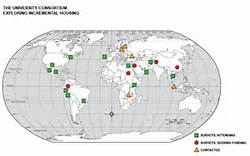 THE UNIVERSITY CONSORTIUM
EXPLORING INCREMENTAL HOUSING
SURVEYS, ATTENDING
SURVEYS, SEEKING FUNDING
CONTACTED